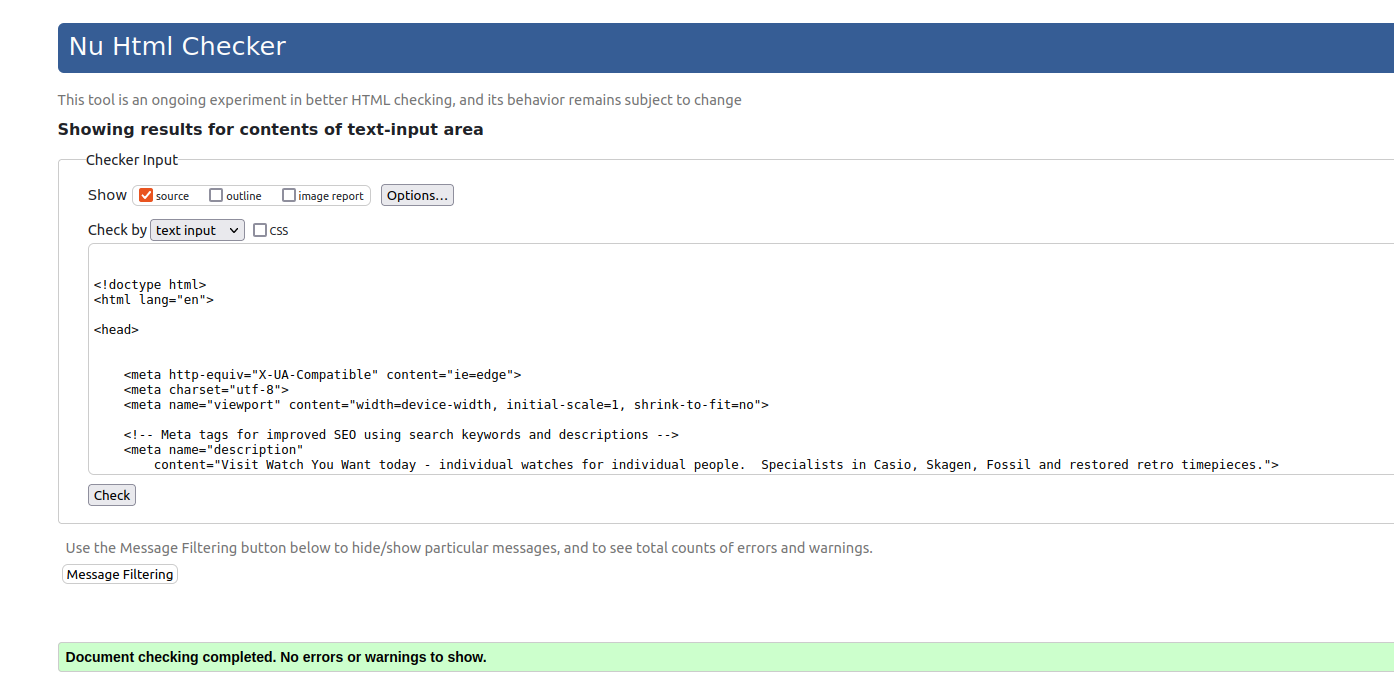 Nu Html Checker
This tool is an ongoing experiment in better HTML checking, and its behavior remains subject to change
Showing results for contents of text-input area
Checker Input
Show source outline image report Options...
Check by text input css
<!doctype html>
<html lang="en">
<head>
<meta http-equiv="X-UA-Compatible" content="ie=edge">
<meta charset="utf-8">
<meta name="viewport" content="width=device-width, initial-scale=1, shrink-to-fit=no">
<!-- Meta tags for improved SEO using search keywords and descriptions -->
<meta name="description"
content="Visit Watch You Want today - individual watches for individual people.  Specialists in Casio, Skagen, Fossil and restored retro timepieces.">
Check
Use the Message Filtering button below to hide/show particular messages, and to see total counts of errors and warnings.
Message Filtering
Document checking completed. No errors or warnings to show.